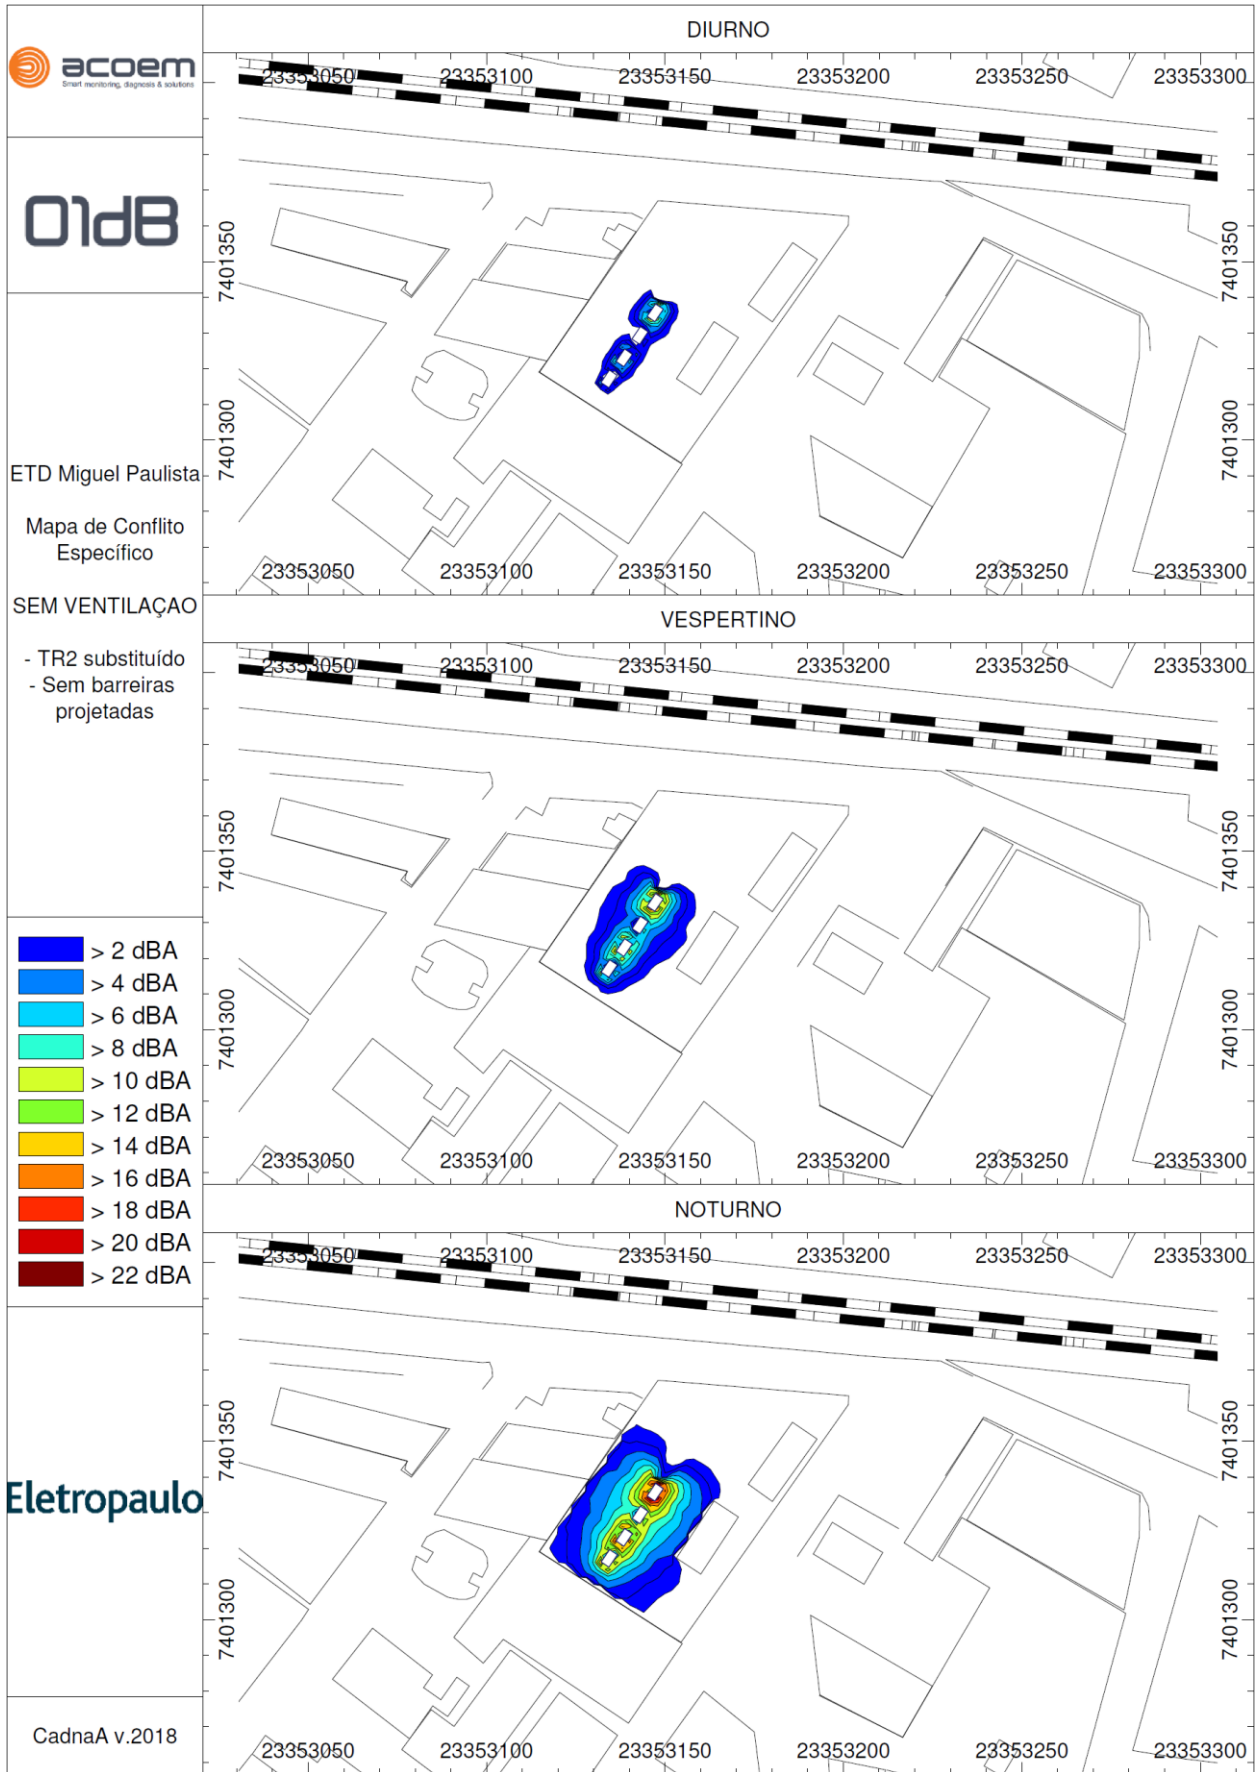 acoem
Smart monitoring, diagnosis & solutions
01dB
ETD Miguel Paulista
Mapa de Conflito
Específico
SEM VENTILAÇAO
- TR2 substituído
- Sem barreiras
projetadas
> 2 dBA
> 4 dBA
> 6 dBA
> 8 dBA
> 10 dBA
> 12 dBA
> 14 dBA
> 16 dBA
> 18 dBA
> 20 dBA
> 22 dBA
Eletropaulo
CadnaA v.2018
DIURNO
23353050 23353100 23353150 23353200 23353250 23353300
7401350 7401350
7401300 7401300
23353050 23353100 23353150 23353200 23353250 23353300
VESPERTINO
23353050 23353100 23353150 23353200 23353250 23353300
7401350 7401350
7401300 7401300
23353050 23353100 23353150 23353200 23353250 23353300
NOTURNO
23353050 23353100 23353150 23353200 23353250 23353300
7401350 7401350
7401300 7401300
23353050 23353100 23353150 23353200 23353250 23353300